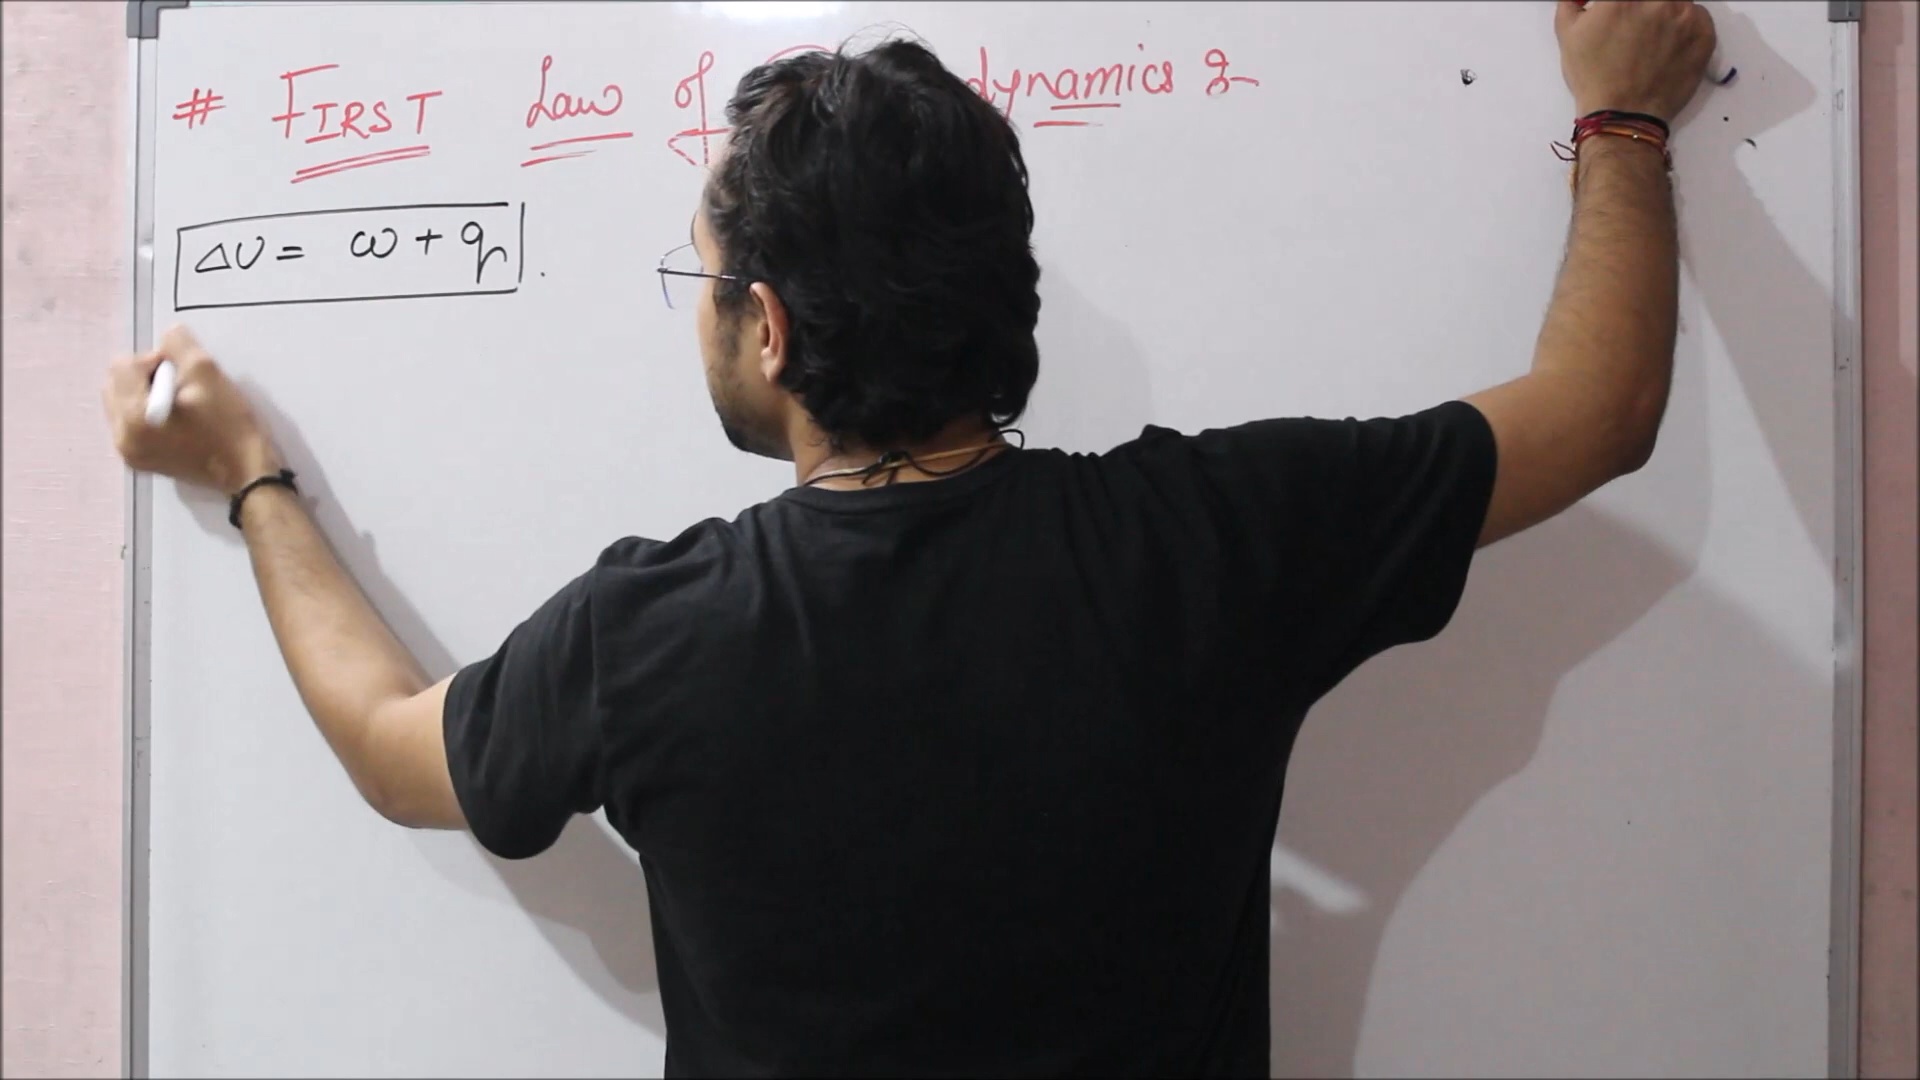 # FIRST Law of dynamics :-
ΔU = w + q